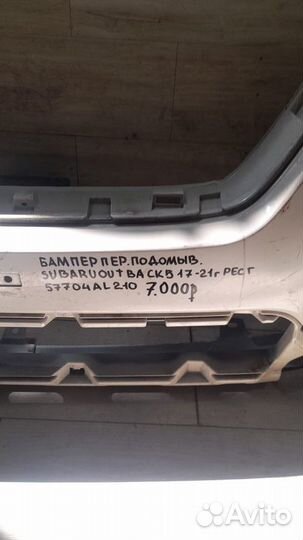 БАМПЕР ПЕР. ПОДОМЫВ.
SUBARU OUTBACK B 17-21г РЕСТ
57704AL210 7.000р
Avito